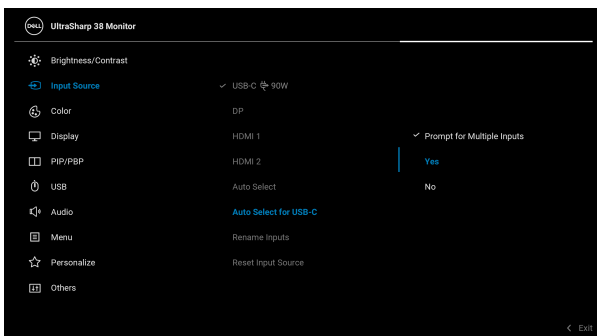 DELL UltraSharp 38 Monitor
Brightness/Contrast
Input Source
Color
Display
PIP/PBP
USB
Audio
Menu
Personalize
Others
USB-C 90W
DP
HDMI 1
HDMI 2
Auto Select
Auto Select for USB-C
Rename Inputs
Reset Input Source
Prompt for Multiple Inputs
Yes
No
Exit